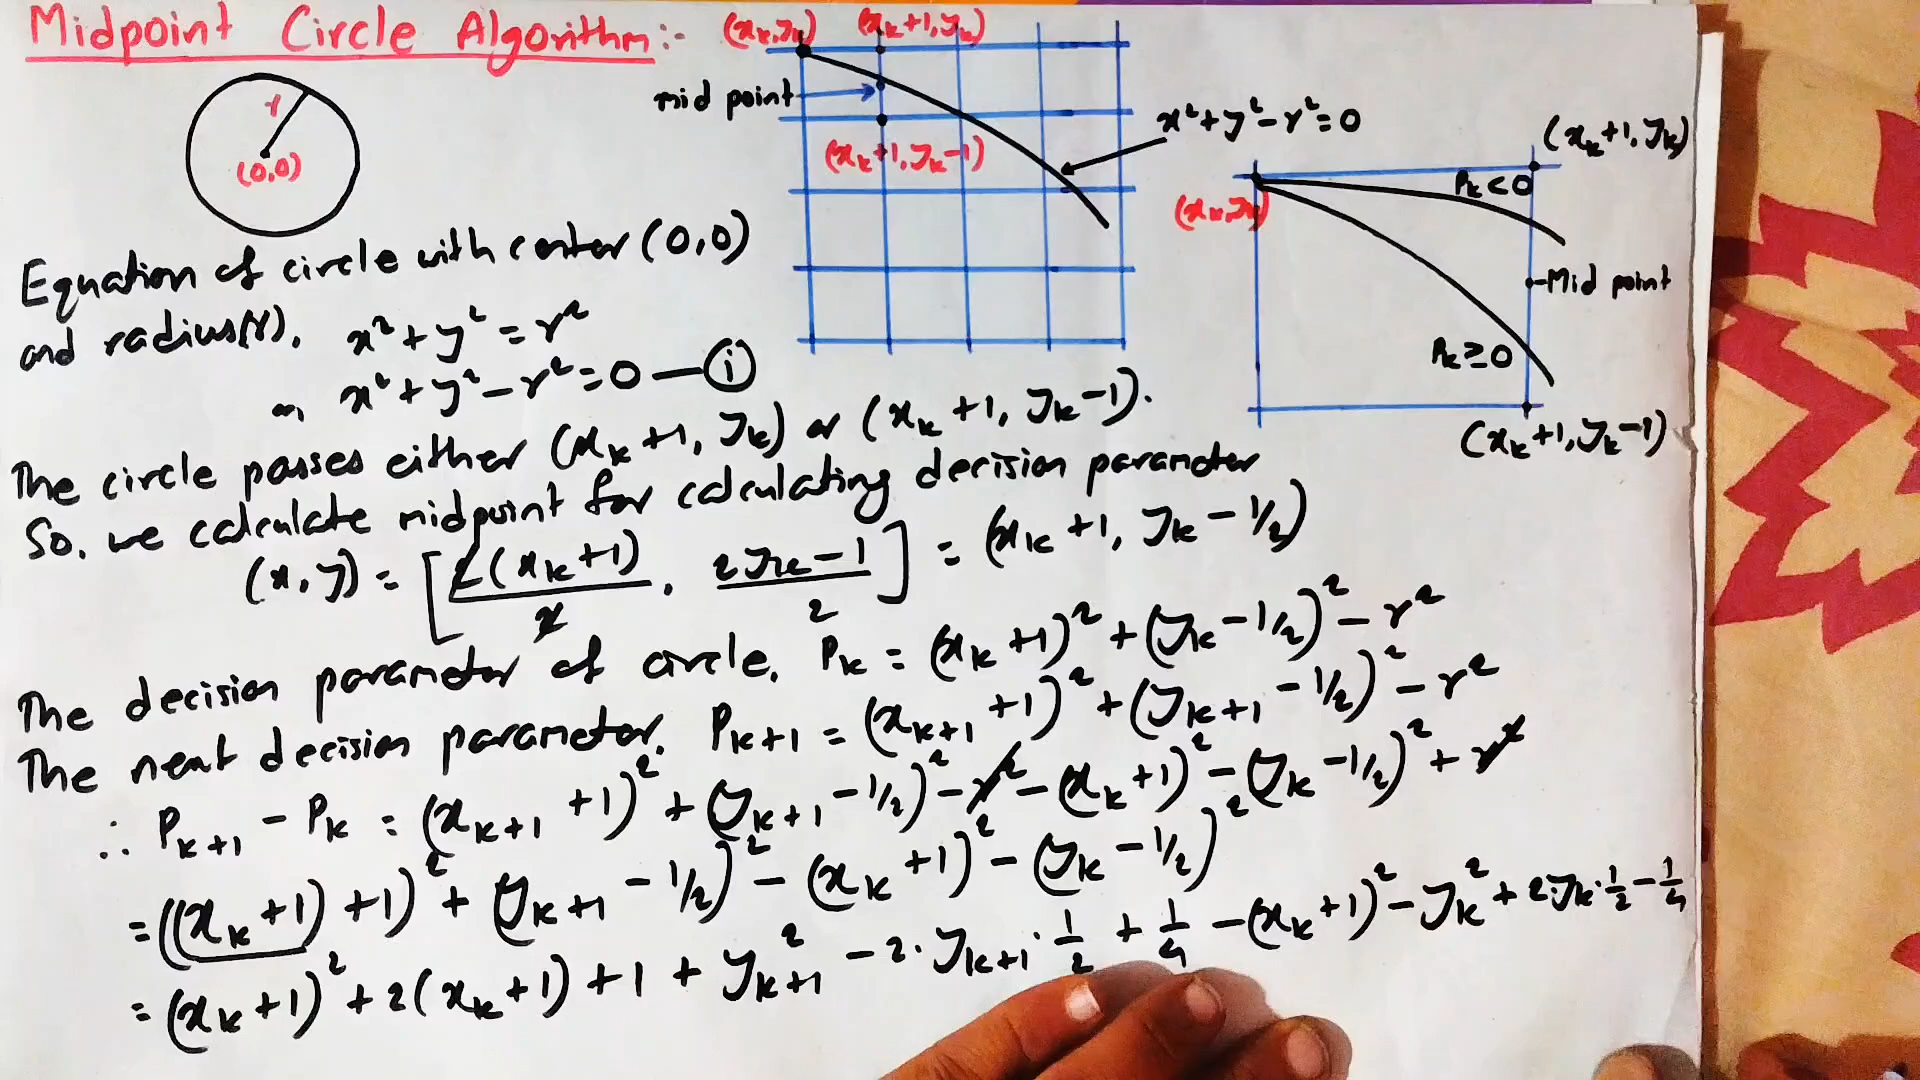 Midpoint Circle Algorithm:-
r
(0,0)
(xₖ,yₖ) (xₖ+1,yₖ)
mid point
(xₖ+1,yₖ-1)
x²+y²-r²=0
(xₖ+1,yₖ)
Pₖ<0
(xₖ,yₖ)
Mid point
Pₖ≥0
(xₖ+1,yₖ-1)
Equation of circle with center (0,0)
and radius(r), x²+y²=r²
or, x²+y²-r²=0 — (i)
The circle passes either (xₖ+1, yₖ) or (xₖ+1, yₖ-1).
So, we calculate midpoint for calculating decision parameter
(x,y) = [2(xₖ+1)/2, 2yₖ-1/2] = (xₖ+1, yₖ-1/2)
The decision parameter of circle, Pₖ = (xₖ+1)²+(yₖ-1/2)²-r²
The next decision parameter, Pₖ₊₁ = (xₖ₊₁+1)²+(yₖ₊₁-1/2)²-r²
∴ Pₖ₊₁-Pₖ = (xₖ₊₁+1)²+(yₖ₊₁-1/2)²-r²-(xₖ+1)²-(yₖ-1/2)²+r²
=((xₖ+1)+1)²+(yₖ₊₁-1/2)²-(xₖ+1)²-(yₖ-1/2)²
=(xₖ+1)²+2(xₖ+1)+1+yₖ₊₁²-2·yₖ₊₁·1/2+1/4-(xₖ+1)²-yₖ²+2·yₖ·1/2-1/4